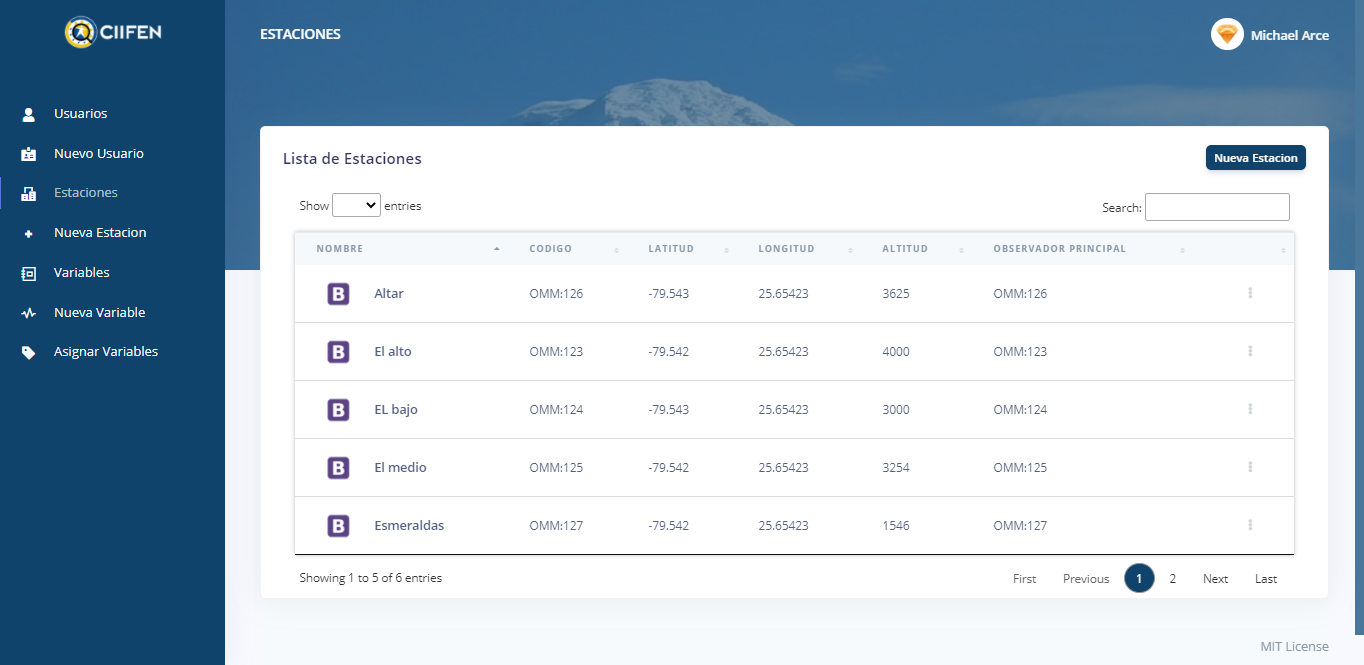 CIIFEN
ESTACIONES
Michael Arce
Usuarios
Nuevo Usuario
Estaciones
Nueva Estacion
Variables
Nueva Variable
Asignar Variables
Lista de Estaciones
Nueva Estacion
Show entries
Search:
NOMBRE CODIGO LATITUD LONGITUD ALTITUD OBSERVADOR PRINCIPAL
B Altar OMM:126 -79.543 25.65423 3625 OMM:126
B El alto OMM:123 -79.542 25.65423 4000 OMM:123
B EL bajo OMM:124 -79.543 25.65423 3000 OMM:124
B El medio OMM:125 -79.542 25.65423 3254 OMM:125
B Esmeraldas OMM:127 -79.542 25.65423 1546 OMM:127
Showing 1 to 5 of 6 entries
First Previous 1 2 Next Last
MIT License